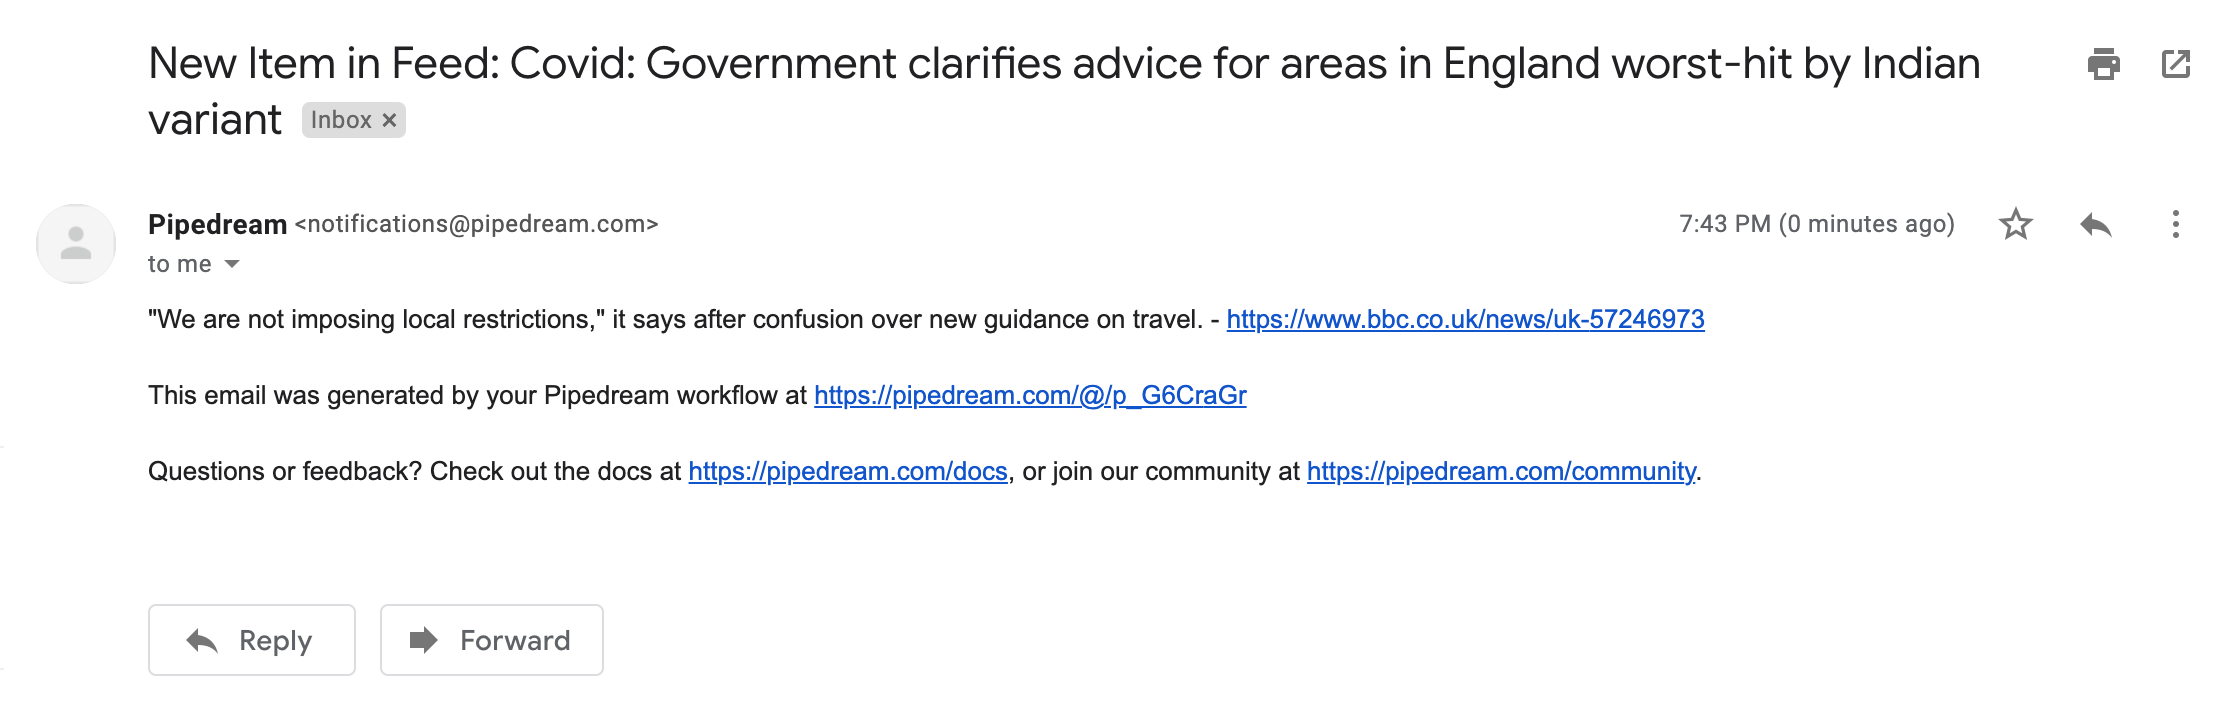 New Item in Feed: Covid: Government clarifies advice for areas in England worst-hit by Indian
variant Inbox ×
Pipedream <notifications@pipedream.com> 7:43 PM (0 minutes ago)
to me
"We are not imposing local restrictions," it says after confusion over new guidance on travel. - https://www.bbc.co.uk/news/uk-57246973
This email was generated by your Pipedream workflow at https://pipedream.com/@/p_G6CraGr
Questions or feedback? Check out the docs at https://pipedream.com/docs, or join our community at https://pipedream.com/community.
Reply Forward